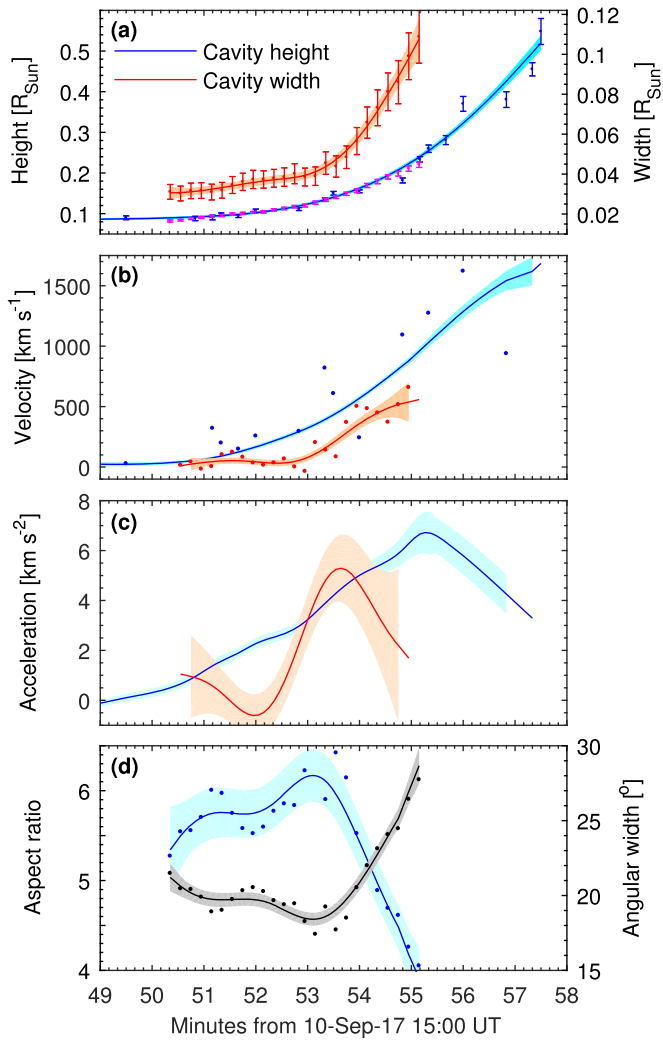 (a)
Cavity height
Cavity width
Height [R_Sun]
0.5
0.4
0.3
0.2
0.1
Width [R_Sun]
0.12
0.1
0.08
0.06
0.04
0.02
(b)
Velocity [km s⁻¹]
1500
1000
500
0
(c)
Acceleration [km s⁻²]
8
6
4
2
0
(d)
Aspect ratio
6
5
4
Angular width [º]
30
25
20
15
49 50 51 52 53 54 55 56 57 58
Minutes from 10-Sep-17 15:00 UT